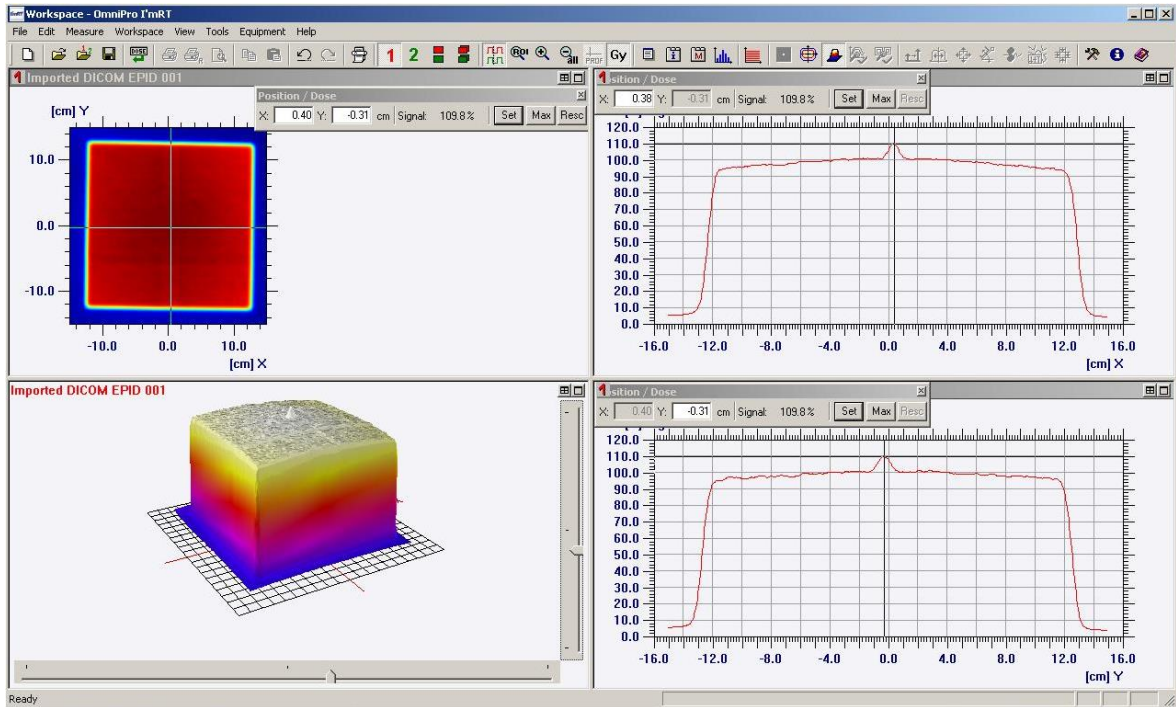 Workspace - OmniPro I'mRT
File Edit Measure Workspace View Tools Equipment Help
1 2 ROI all PROF Gy
1 Imported DICOM EPID 001
Position / Dose
X: 0.40 Y: -0.31 cm Signal: 109.8% Set Max Resc
[cm] Y
10.0
0.0
-10.0
-10.0 0.0 10.0
[cm] X
1 sition / Dose
X: 0.38 Y: -0.31 cm Signal: 109.8% Set Max Resc
120.0
110.0
100.0
90.0
80.0
70.0
60.0
50.0
40.0
30.0
20.0
10.0
0.0
-16.0 -12.0 -8.0 -4.0 0.0 4.0 8.0 12.0 16.0
[cm] X
Imported DICOM EPID 001
1 sition / Dose
X: 0.40 Y: -0.31 cm Signal: 109.8% Set Max Resc
120.0
110.0
100.0
90.0
80.0
70.0
60.0
50.0
40.0
30.0
20.0
10.0
0.0
-16.0 -12.0 -8.0 -4.0 0.0 4.0 8.0 12.0 16.0
[cm] Y
Ready